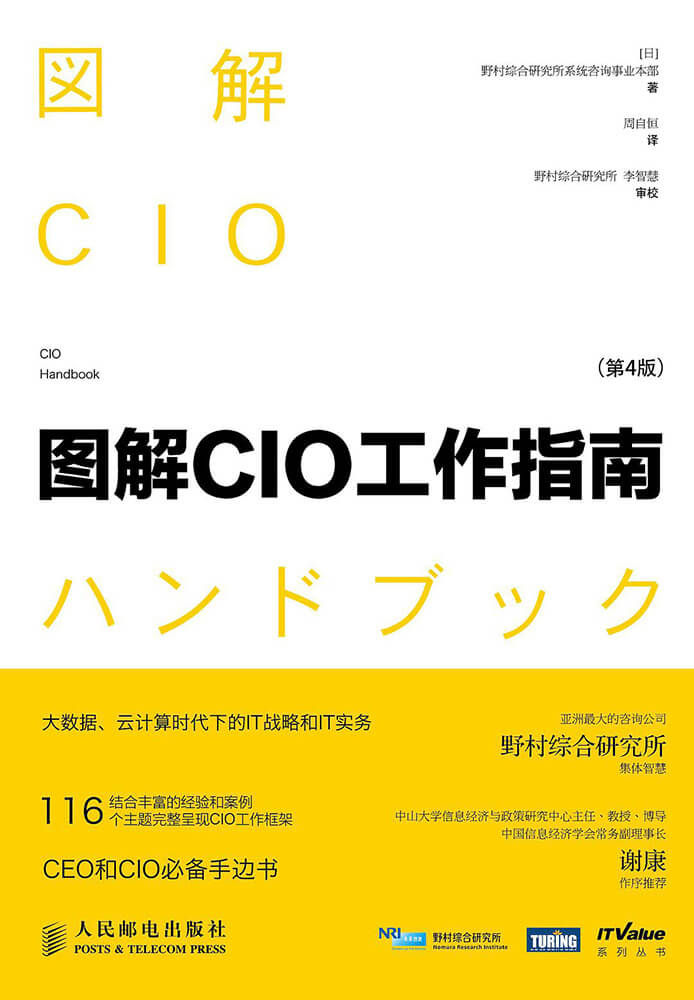 図解
[日]
野村综合研究所系统咨询事业本部
著
周自恒
译
野村综合研究所 李智慧
审校
CIO
CIO
Handbook
（第4版）
图解CIO工作指南
ハンドブック
大数据、云计算时代下的IT战略和IT实务
116
结合丰富的经验和案例
个主题完整呈现CIO工作框架
CEO和CIO必备手边书
亚洲最大的咨询公司
野村综合研究所
集体智慧
中山大学信息经济与政策研究中心主任、教授、博导
中国信息经济学会常务副理事长
谢康
作序推荐
人民邮电出版社
POSTS & TELECOM PRESS
NRI
野村综合研究所
Nomura Research Institute
TURING
ITValue
系列丛书